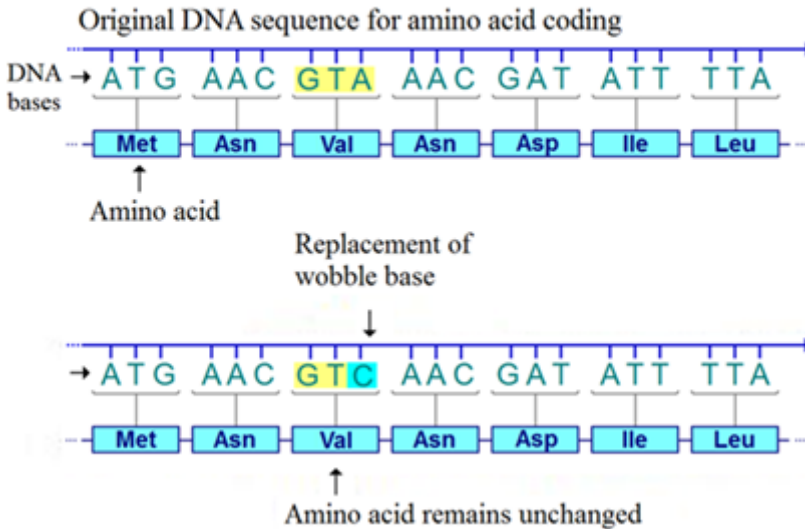 Original DNA sequence for amino acid coding
DNA bases → ATG AAC GTA AAC GAT ATT TTA
... Met Asn Val Asn Asp Ile Leu ...
↑
Amino acid
Replacement of
wobble base
↓
→ ATG AAC GTC AAC GAT ATT TTA
... Met Asn Val Asn Asp Ile Leu ...
↑
Amino acid remains unchanged